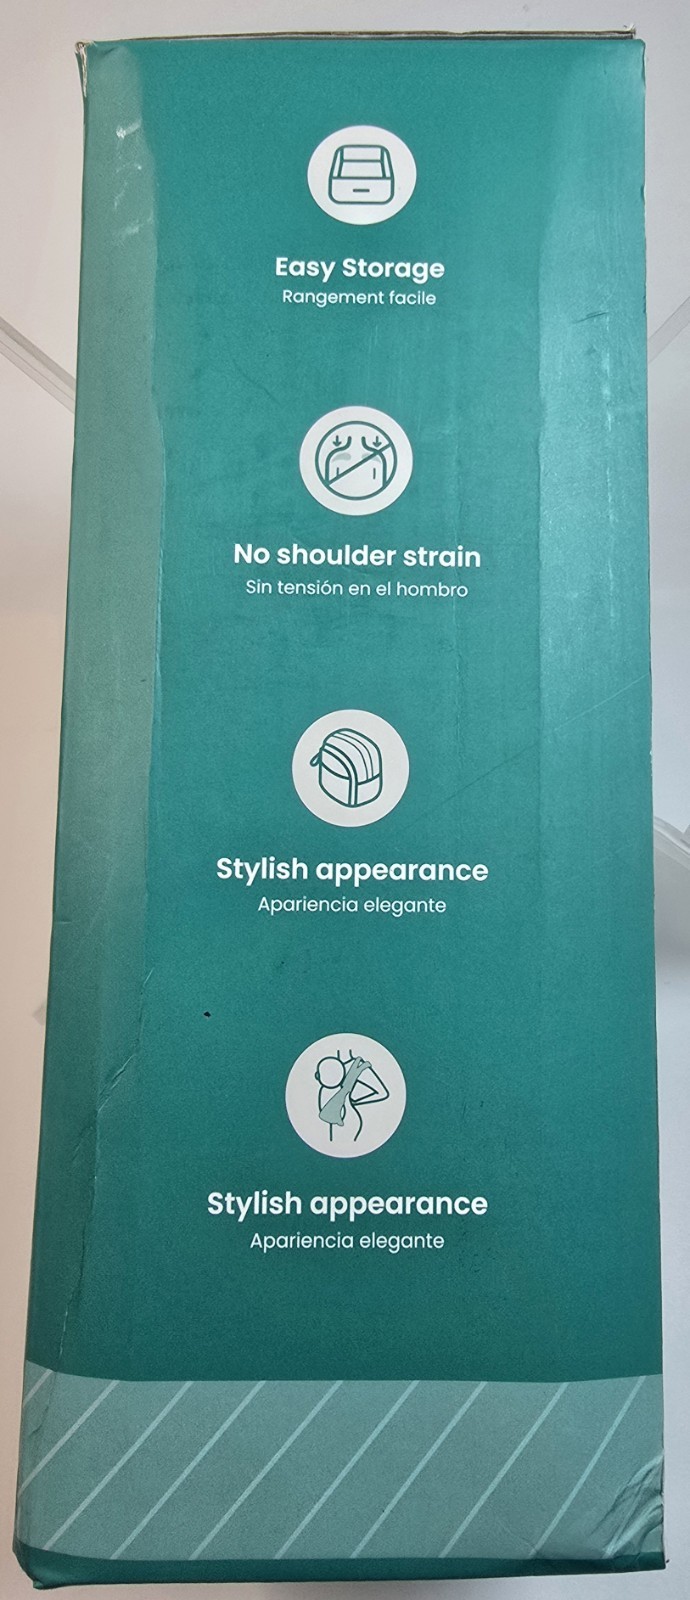 Easy Storage
Rangement facile
No shoulder strain
Sin tensión en el hombro
Stylish appearance
Apariencia elegante
Stylish appearance
Apariencia elegante